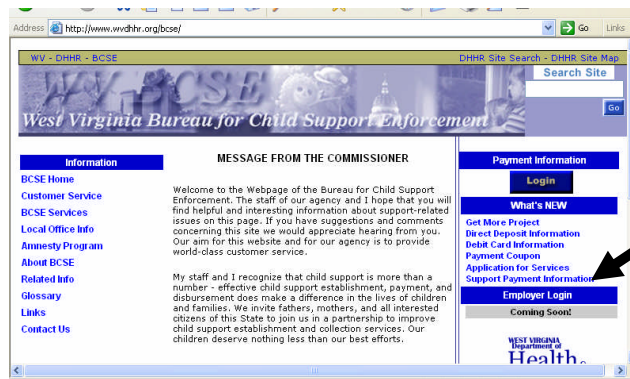 Address http://www.wvdhhr.org/bcse/ Go Links
WV - DHHR - BCSE DHHR Site Search - DHHR Site Map
WV BCSE
West Virginia Bureau for Child Support Enforcement
Search Site
Go
Information
BCSE Home
Customer Service
BCSE Services
Local Office Info
Amnesty Program
About BCSE
Related Info
Glossary
Links
Contact Us
MESSAGE FROM THE COMMISSIONER
Welcome to the Webpage of the Bureau for Child Support
Enforcement. The staff of our agency and I hope that you will
find helpful and interesting information about support-related
issues on this page. If you have suggestions and comments
concerning this site we would appreciate hearing from you.
Our aim for this website and for our agency is to provide
world-class customer service.
My staff and I recognize that child support is more than a
number - effective child support establishment, payment, and
disbursement does make a difference in the lives of children
and families. We invite fathers, mothers, and all interested
citizens of this State to join us in a partnership to improve
child support establishment and collection services. Our
children deserve nothing less than our best efforts.
Payment Information
Login
What's NEW
Get More Project
Direct Deposit Information
Debit Card Information
Payment Coupon
Application for Services
Support Payment Information
Employer Login
Coming Soon!
WEST VIRGINIA
Department of
Health